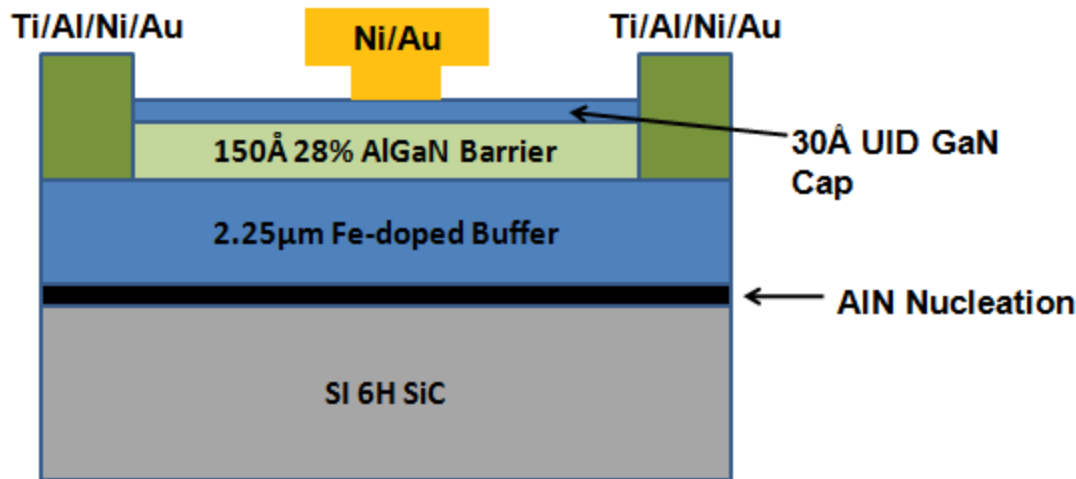 Ti/Al/Ni/Au
Ni/Au
Ti/Al/Ni/Au
150Å 28% AlGaN Barrier
30Å UID GaN
Cap
2.25µm Fe-doped Buffer
AlN Nucleation
SI 6H SiC